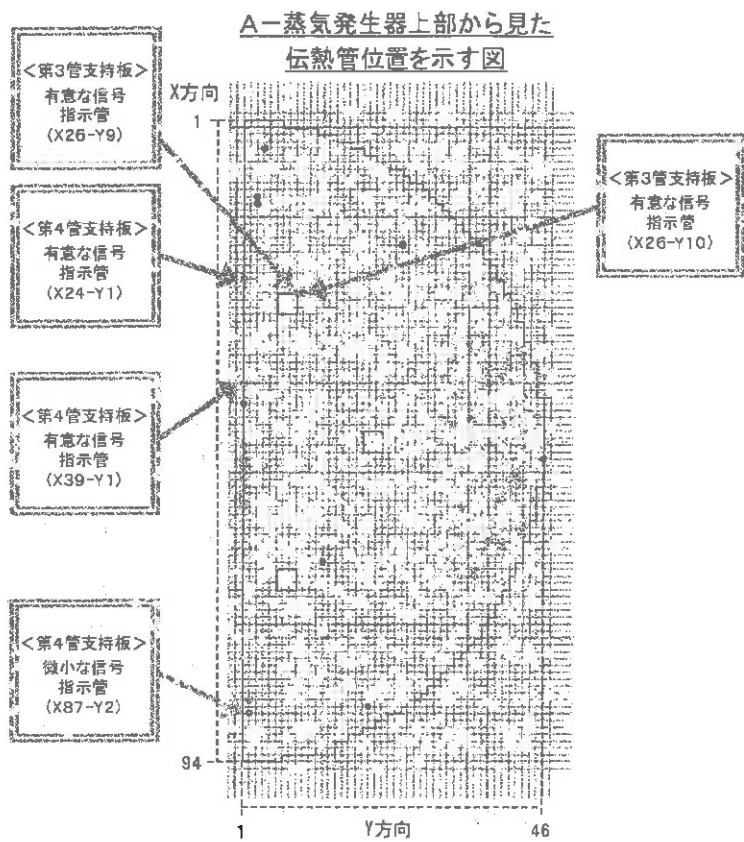 A－蒸気発生器上部から見た
伝熱管位置を示す図
＜第3管支持板＞
有意な信号
指示管
(X26-Y9)
＜第4管支持板＞
有意な信号
指示管
(X24-Y1)
＜第4管支持板＞
有意な信号
指示管
(X39-Y1)
＜第4管支持板＞
微小な信号
指示管
(X87-Y2)
X方向
1
94
＜第3管支持板＞
有意な信号
指示管
(X26-Y10)
1
Y方向
46